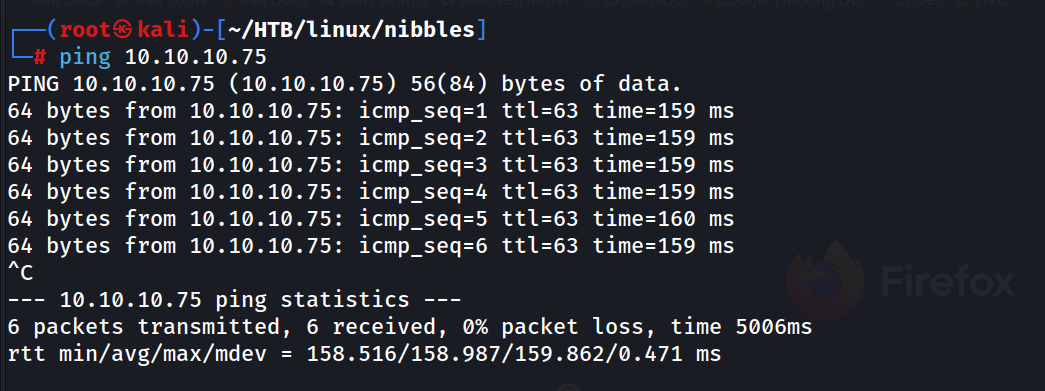 (root㉿kali)-[~/HTB/linux/nibbles]
# ping 10.10.10.75
PING 10.10.10.75 (10.10.10.75) 56(84) bytes of data.
64 bytes from 10.10.10.75: icmp_seq=1 ttl=63 time=159 ms
64 bytes from 10.10.10.75: icmp_seq=2 ttl=63 time=159 ms
64 bytes from 10.10.10.75: icmp_seq=3 ttl=63 time=159 ms
64 bytes from 10.10.10.75: icmp_seq=4 ttl=63 time=159 ms
64 bytes from 10.10.10.75: icmp_seq=5 ttl=63 time=160 ms
64 bytes from 10.10.10.75: icmp_seq=6 ttl=63 time=159 ms
^C
Firefox
--- 10.10.10.75 ping statistics ---
6 packets transmitted, 6 received, 0% packet loss, time 5006ms
rtt min/avg/max/mdev = 158.516/158.987/159.862/0.471 ms